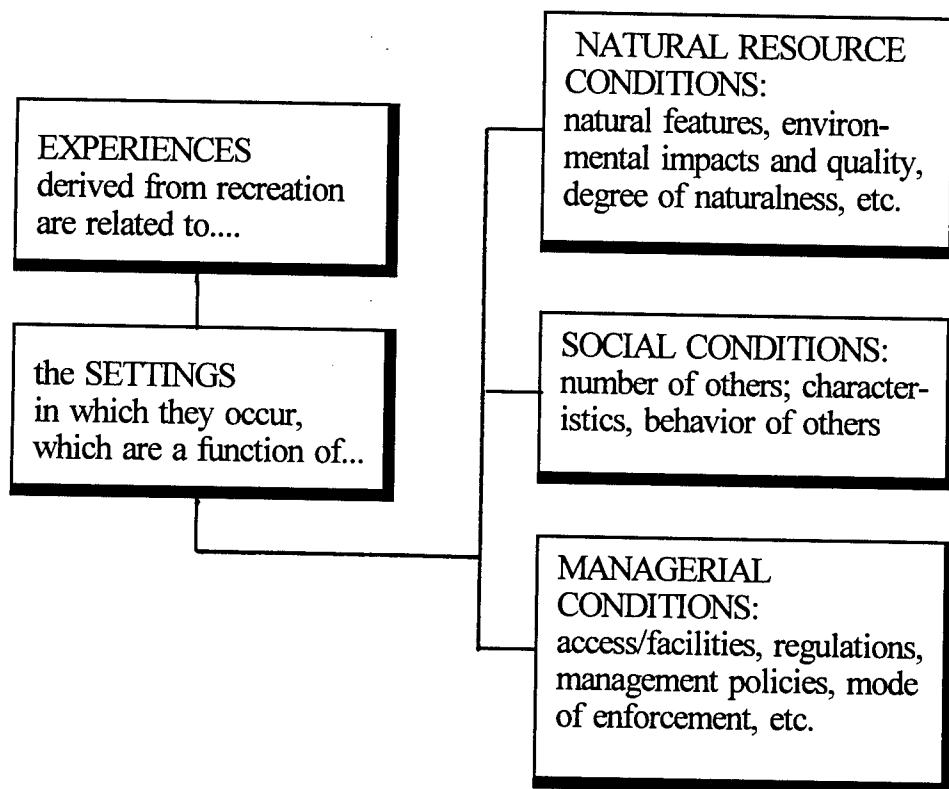 EXPERIENCES
derived from recreation
are related to....
the SETTINGS
in which they occur,
which are a function of...
NATURAL RESOURCE
CONDITIONS:
natural features, environ-
mental impacts and quality,
degree of naturalness, etc.
SOCIAL CONDITIONS:
number of others; character-
istics, behavior of others
MANAGERIAL
CONDITIONS:
access/facilities, regulations,
management policies, mode
of enforcement, etc.